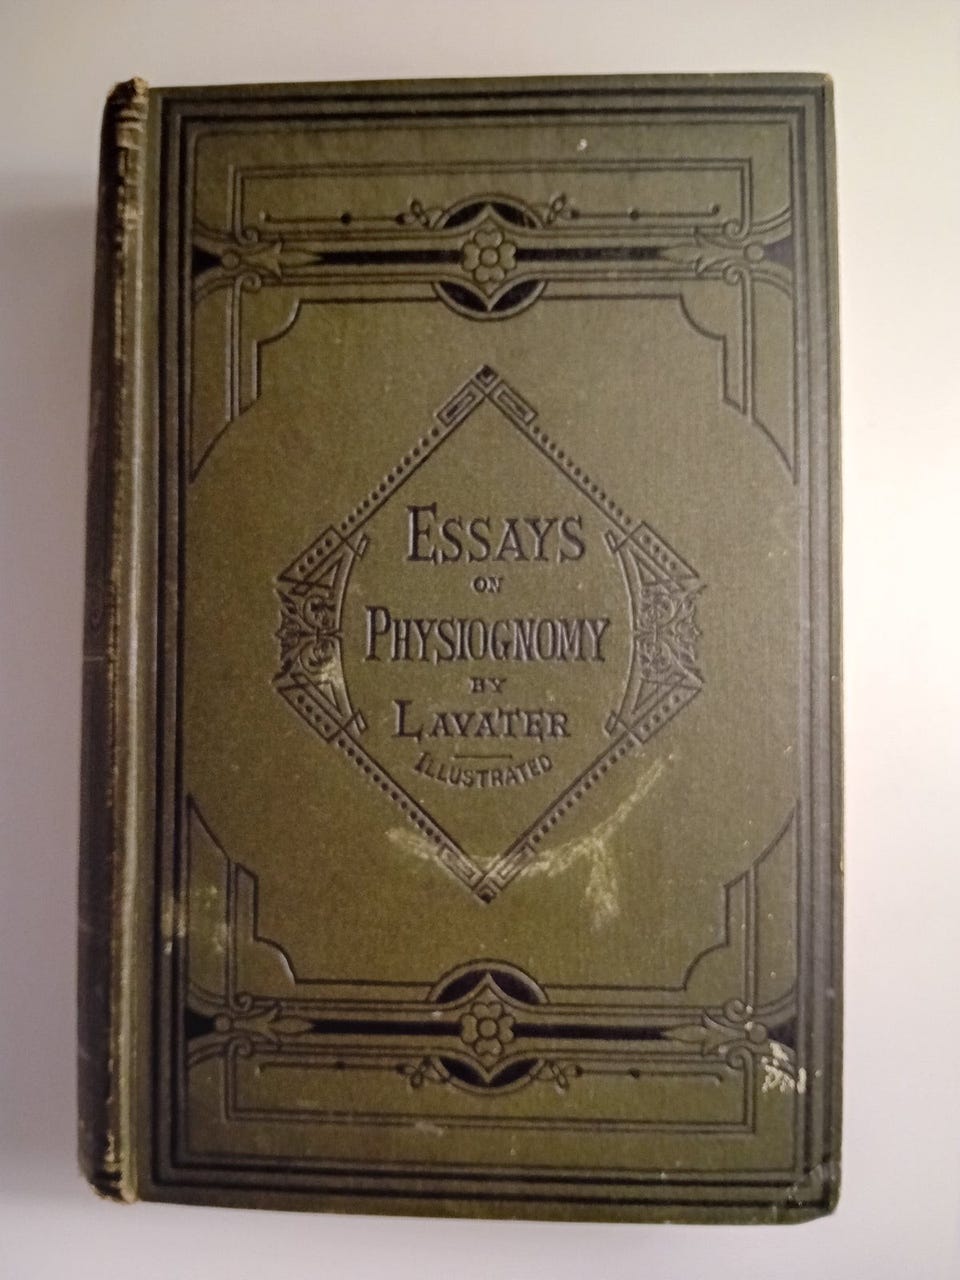 ESSAYS
ON
PHYSIOGNOMY
BY
LAVATER
ILLUSTRATED